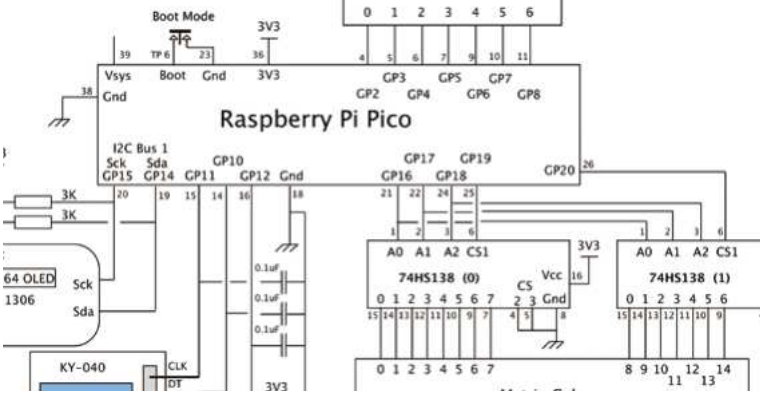 Boot Mode
3V3
0 1 2 3 4 5 6
39 TP 6 23 36 4 5 6 7 9 10 11
Vsys Boot Gnd 3V3
GP3 GP5 GP7
GP2 GP4 GP6 GP8
38 Gnd
Raspberry Pi Pico
I2C Bus 1
Sck Sda
GP15 GP14 GP11 GP10 GP12 Gnd
GP17 GP19
GP16 GP18
GP20 26
20 19 15 14 16 18 21 22 24 25
3K
3K
1 2 3 6 1 2 3 6
A0 A1 A2 CS1 3V3 A0 A1 A2 CS1
64 OLED Sck
1306
Sda
0.1uF
0.1uF
0.1uF
74HS138 (0) Vcc 16 74HS138 (1)
CS
0 1 2 3 4 5 6 7 2 3 Gnd 0 1 2 3 4 5 6
15 14 13 12 11 10 9 7 4 5 8 15 14 13 12 11 10 9
KY-040 CLK
DT
3V3
0 1 2 3 4 5 6 7 8 9 10 12 14
11 13